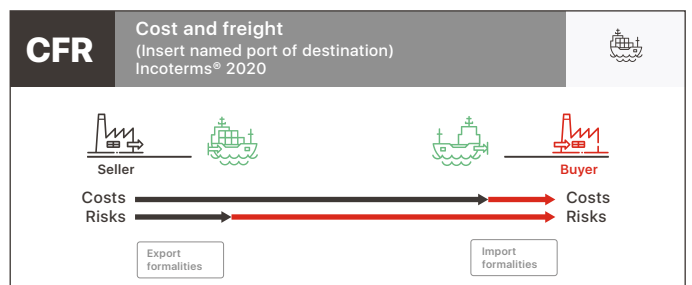 CFR
Cost and freight
(Insert named port of destination)
Incoterms® 2020
Seller
Buyer
Costs
Costs
Risks
Risks
Export
formalities
Import
formalities